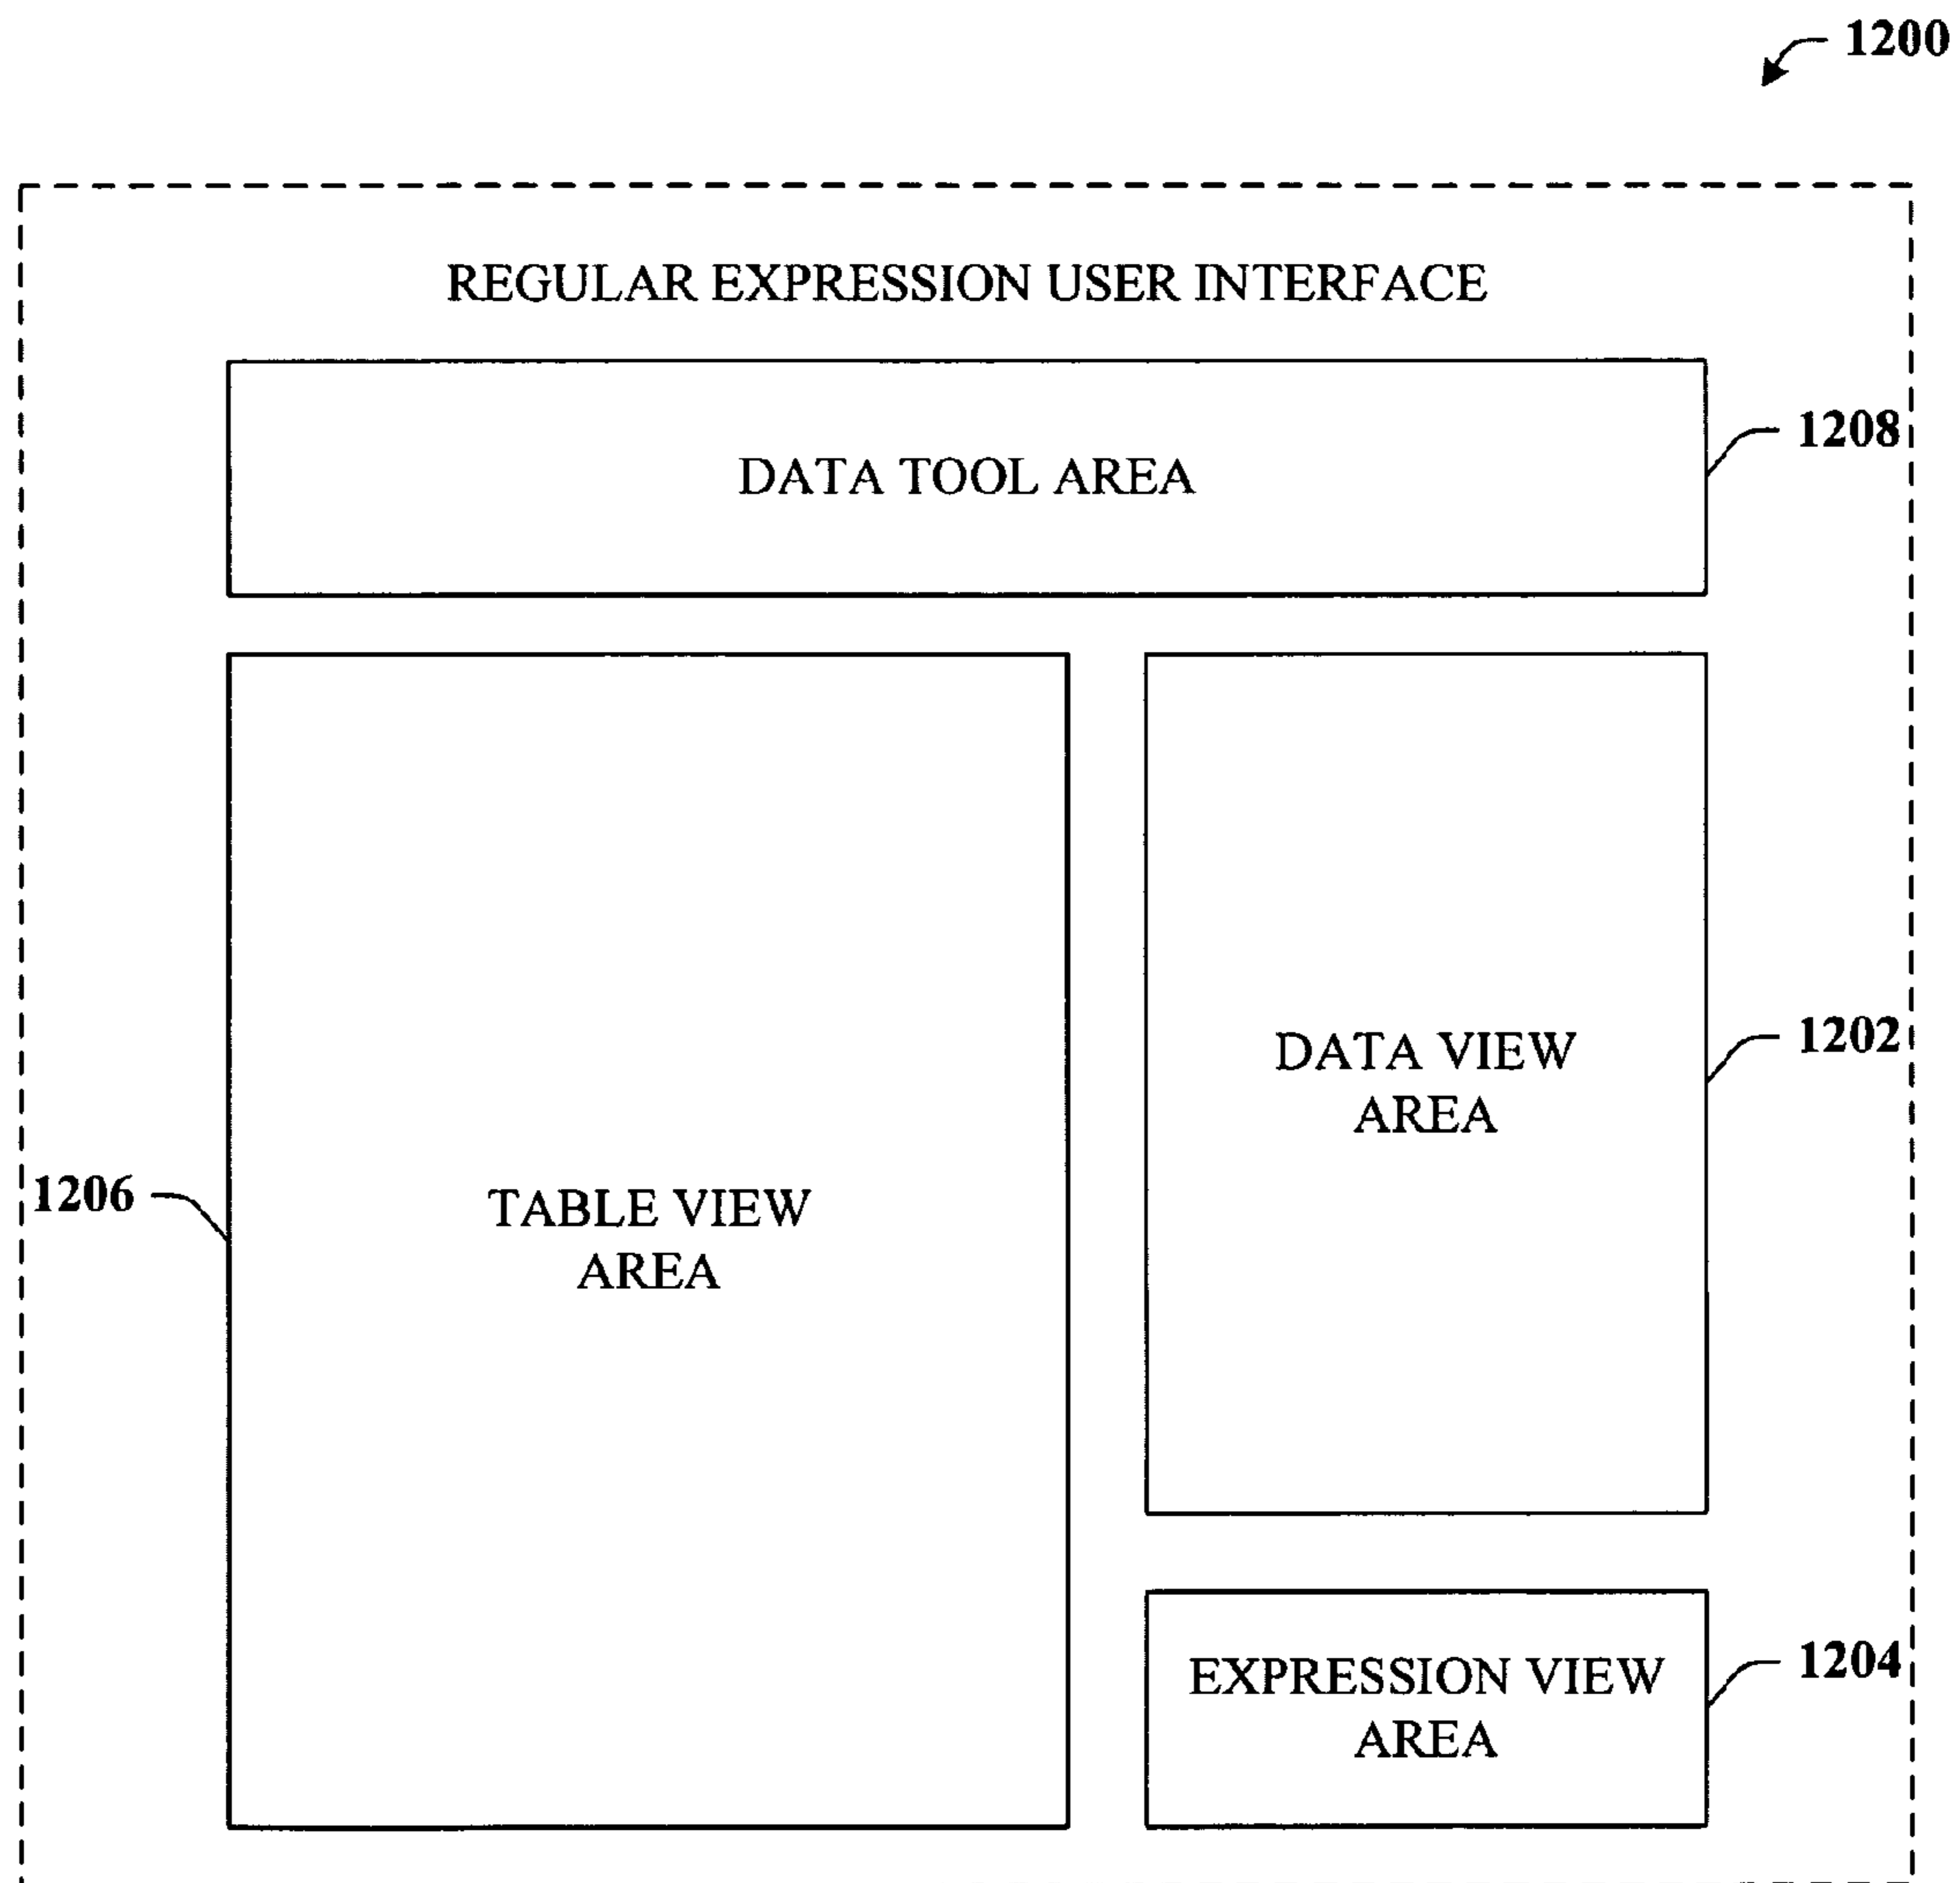 1200
REGULAR EXPRESSION USER INTERFACE
DATA TOOL AREA
1208
TABLE VIEW
AREA
1206
DATA VIEW
AREA
1202
EXPRESSION VIEW
AREA
1204